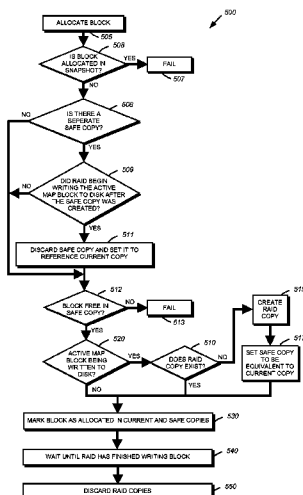 500
ALLOCATE BLOCK
505
506
IS BLOCK
ALLOCATED IN
SNAPSHOT?
YES
FAIL
507
NO
508
NO
IS THERE A
SEPERATE
SAFE COPY?
YES
509
NO
DID RAID BEGIN
WRITING THE ACTIVE
MAP BLOCK TO DISK AFTER
THE SAFE COPY WAS
CREATED?
YES
511
DISCARD SAFE COPY AND SET IT TO
REFERENCE CURRENT COPY
512
BLOCK FREE IN
SAFE COPY?
NO
FAIL
513
YES
520
ACTIVE MAP
BLOCK BEING
WRITTEN TO
DISK?
YES
NO
510
DOES RAID
COPY EXIST?
NO
YES
CREATE
RAID
COPY
SET SAFE COPY
TO BE
EQUIVALENT TO
CURRENT COPY
530
MARK BLOCK AS ALLOCATED IN CURRENT AND SAFE COPIES
540
WAIT UNTIL RAID HAS FINISHED WRITING BLOCK
550
DISCARD RAID COPIES